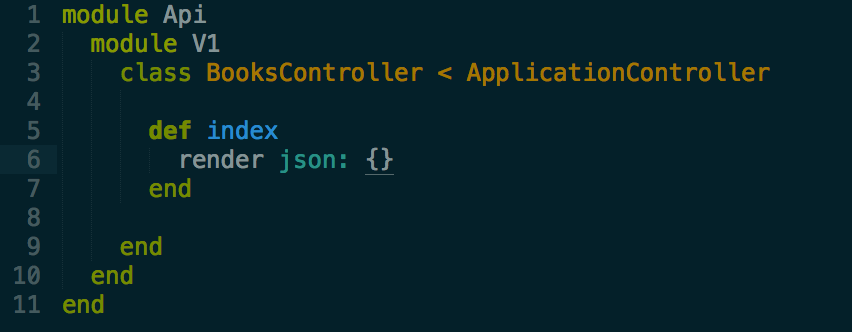 1 module Api
2   module V1
3     class BooksController < ApplicationController
4
5       def index
6         render json: {}
7       end
8
9     end
10   end
11 end